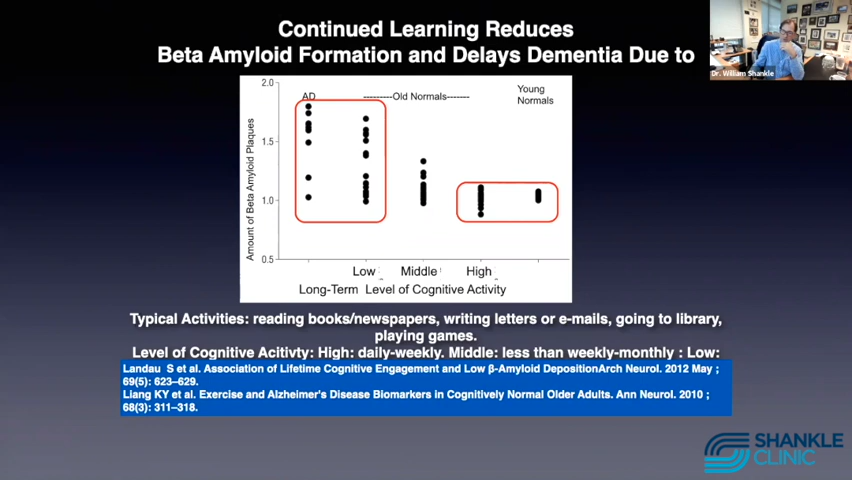 Continued Learning Reduces
Beta Amyloid Formation and Delays Dementia Due to
Dr. William Shankle
2.0
1.5
1.0
0.5
Amount of Beta Amyloid Plaques
AD
---------Old Normals-------
Young
Normals
Low
Middle
High
Long-Term Level of Cognitive Activity
Typical Activities: reading books/newspapers, writing letters or e-mails, going to library,
playing games.
Level of Cognitive Acitivty: High: daily-weekly. Middle: less than weekly-monthly : Low:
Landau S et al. Association of Lifetime Cognitive Engagement and Low β-Amyloid DepositionArch Neurol. 2012 May ;
69(5): 623–629.
Liang KY et al. Exercise and Alzheimer's Disease Biomarkers in Cognitively Normal Older Adults. Ann Neurol. 2010 ;
68(3): 311–318.
SHANKLE
CLINIC